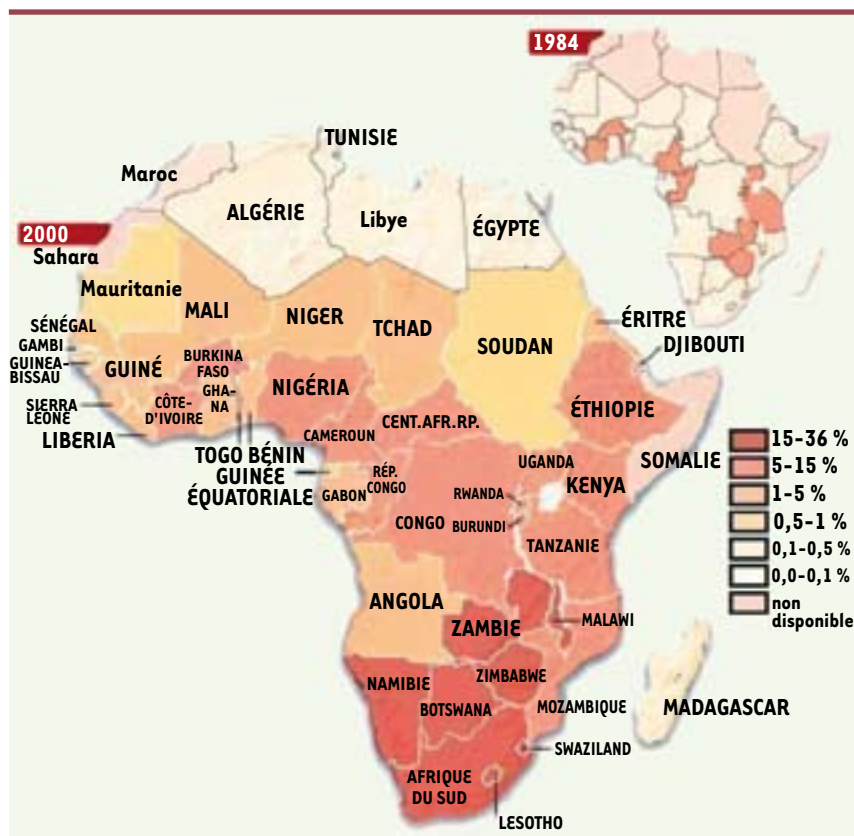 1984
TUNISIE
Maroc
ALGÉRIE
Libye
ÉGYPTE
2000
Sahara
Mauritanie
MALI
NIGER
TCHAD
SOUDAN
ÉRITRE
DJIBOUTI
SÉNÉGAL
GAMBI
GUINEA-
BISSAU
GUINÉ
BURKINA
FASO
NIGÉRIA
GHA-
NA
CÔTE-
D'IVOIRE
SIERRA
LÉONE
LIBERIA
CENT.AFR.RP.
ÉTHIOPIE
CAMEROUN
TOGO BÉNIN
GUINÉE
ÉQUATORIALE
GABON
RÉP.
CONGO
UGANDA
KENYA
SOMALIE
RWANDA
CONGO
BURUNDI
TANZANIE
15-36 %
5-15 %
1-5 %
0,5-1 %
0,1-0,5 %
0,0-0,1 %
non
disponible
ANGOLA
ZAMBIE
MALAWI
NAMIBIE
ZIMBABWE
BOTSWANA
MOZAMBIQUE
MADAGASCAR
SWAZILAND
AFRIQUE
DU SUD
LESOTHO